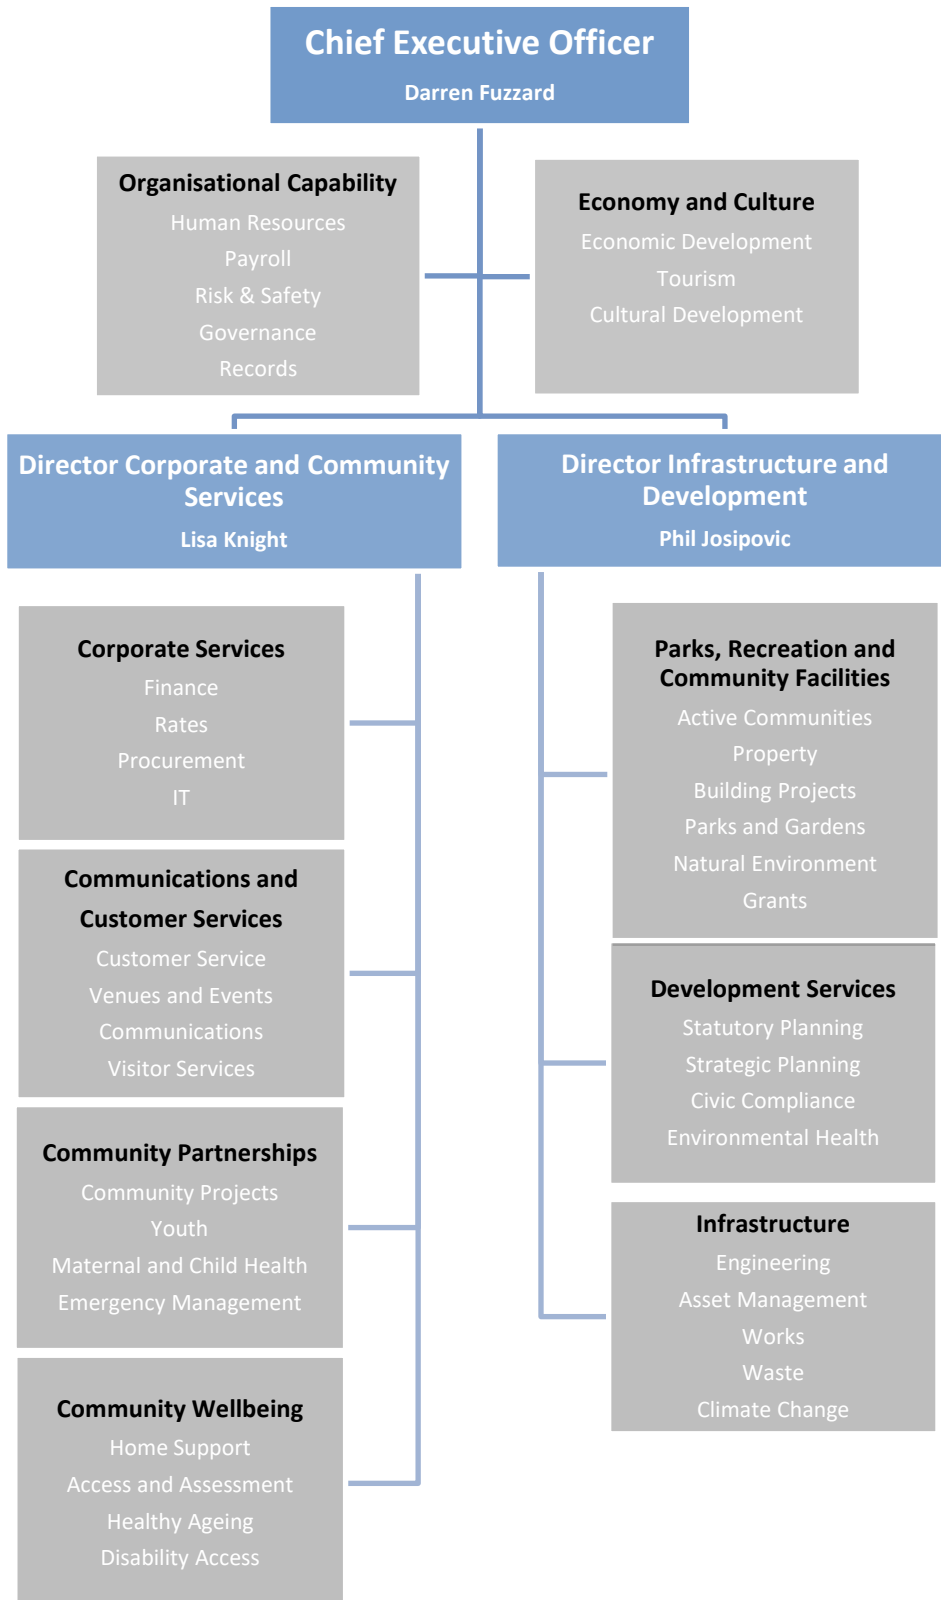 Chief Executive Officer
Darren Fuzzard
Organisational Capability
Human Resources
Payroll
Risk & Safety
Governance
Records
Economy and Culture
Economic Development
Tourism
Cultural Development
Director Corporate and Community
Services
Lisa Knight
Director Infrastructure and
Development
Phil Josipovic
Corporate Services
Finance
Rates
Procurement
IT
Communications and
Customer Services
Customer Service
Venues and Events
Communications
Visitor Services
Community Partnerships
Community Projects
Youth
Maternal and Child Health
Emergency Management
Community Wellbeing
Home Support
Access and Assessment
Healthy Ageing
Disability Access
Parks, Recreation and
Community Facilities
Active Communities
Property
Building Projects
Parks and Gardens
Natural Environment
Grants
Development Services
Statutory Planning
Strategic Planning
Civic Compliance
Environmental Health
Infrastructure
Engineering
Asset Management
Works
Waste
Climate Change